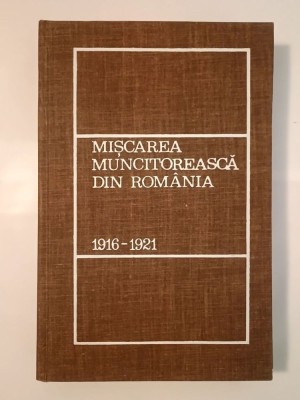 MIȘCAREA
MUNCITOREASCĂ
DIN ROMÂNIA
1916-1921